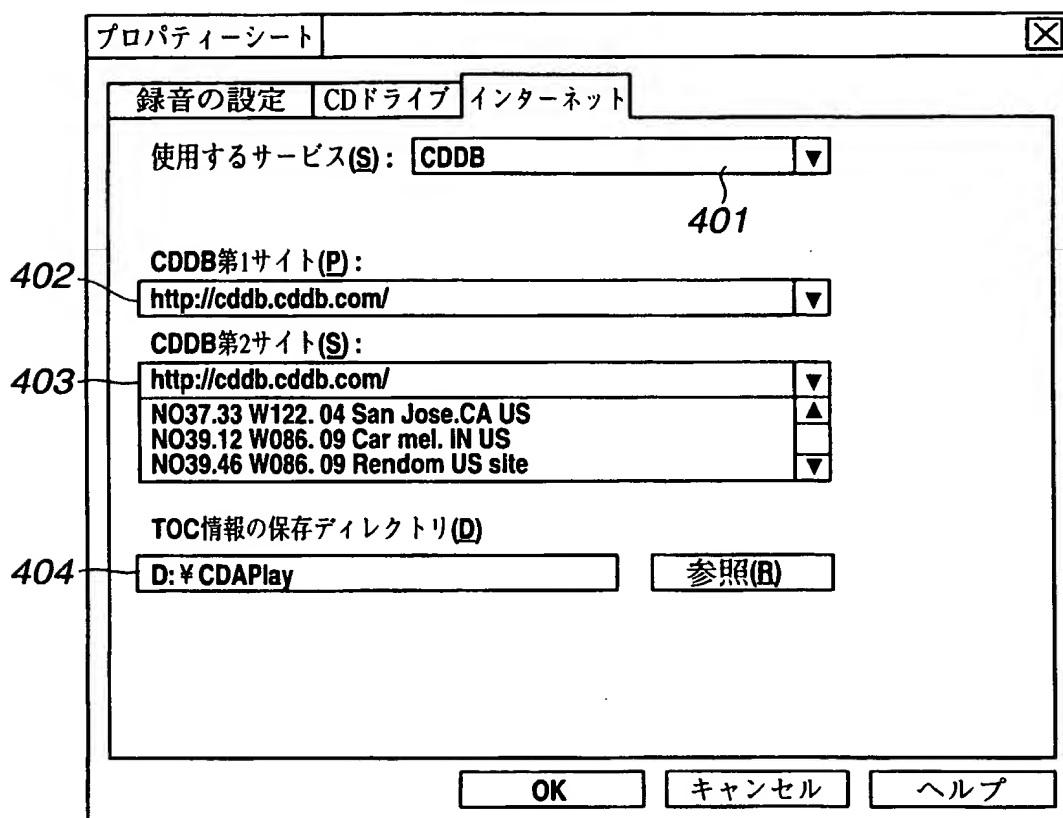 プロパティーシート
録音の設定 CDドライブ インターネット
使用するサービス(S): CDDB ▼
401
CDDB第1サイト(P):
402
http://cddb.cddb.com/ ▼
CDDB第2サイト(S):
403
http://cddb.cddb.com/ ▼
NO37.33 W122. 04 San Jose.CA US ▲
NO39.12 W086. 09 Car mel. IN US
NO39.46 W086. 09 Rendom US site ▼
TOC情報の保存ディレクトリ(D)
404
D:¥CDAPlay 参照(R)
OK キャンセル ヘルプ